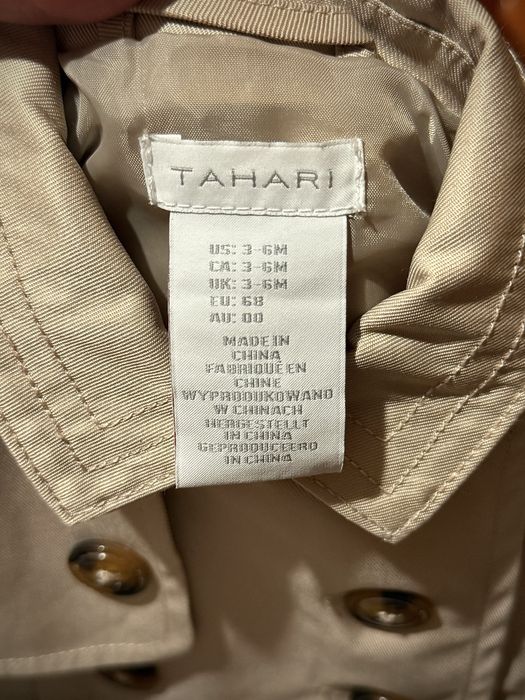 TAHARI
US: 3-6M
CA: 3-6M
UK: 3-6M
EU: 68
AU: 00
MADE IN
CHINA
FABRIQUÉ EN
CHINE
WYPRODUKOWANO
W CHINACH
HERGESTELLT
IN CHINA
GEPRODUCEERD
IN CHINA